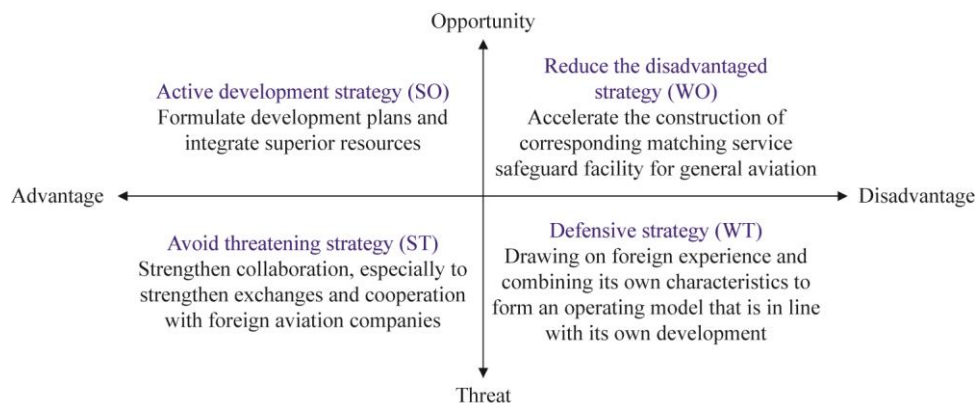 Opportunity
Active development strategy (SO)
Formulate development plans and
integrate superior resources
Reduce the disadvantaged
strategy (WO)
Accelerate the construction of
corresponding matching service
safeguard facility for general aviation
Advantage
Disadvantage
Avoid threatening strategy (ST)
Strengthen collaboration, especially to
strengthen exchanges and cooperation
with foreign aviation companies
Defensive strategy (WT)
Drawing on foreign experience and
combining its own characteristics to
form an operating model that is in line
with its own development
Threat